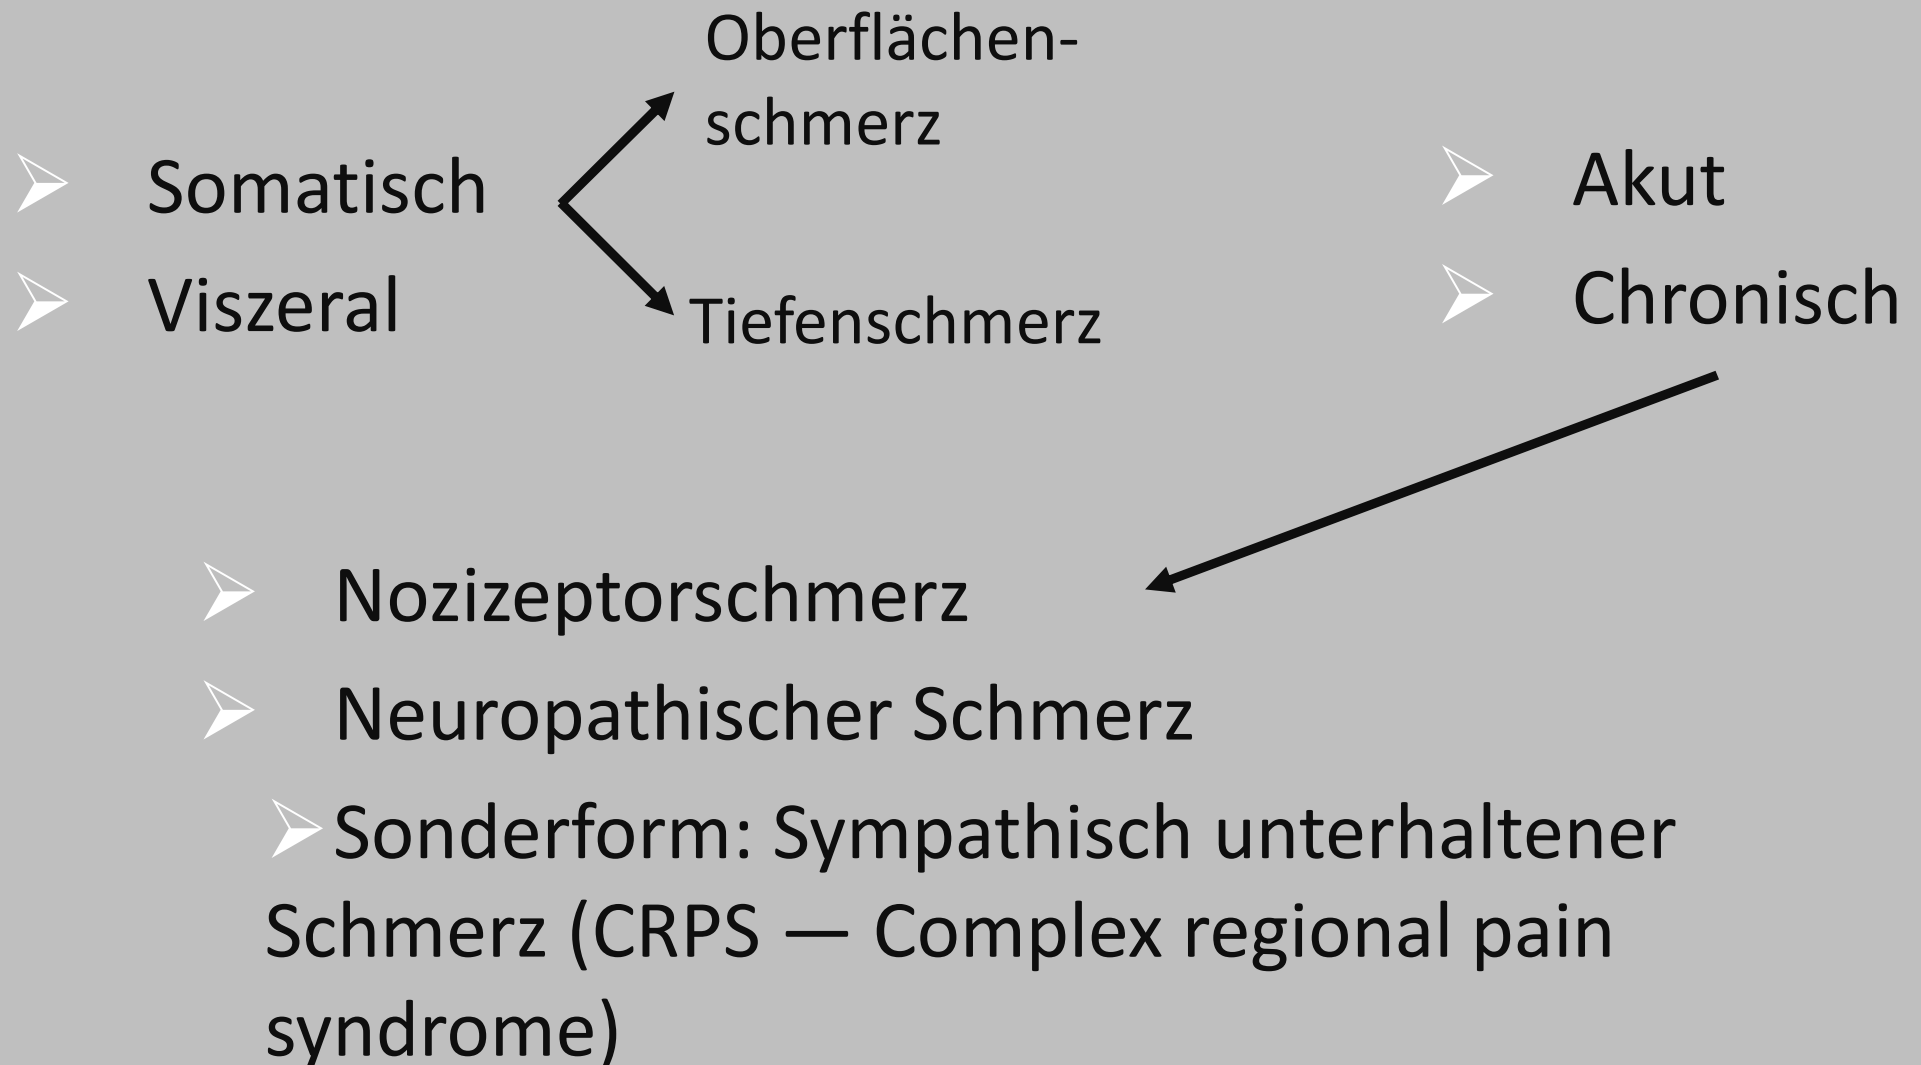 Oberflächen-
schmerz
Somatisch
Viszeral
Tiefenschmerz
Akut
Chronisch
Nozizeptorschmerz
Neuropathischer Schmerz
Sonderform: Sympathisch unterhaltener
Schmerz (CRPS — Complex regional pain
syndrome)